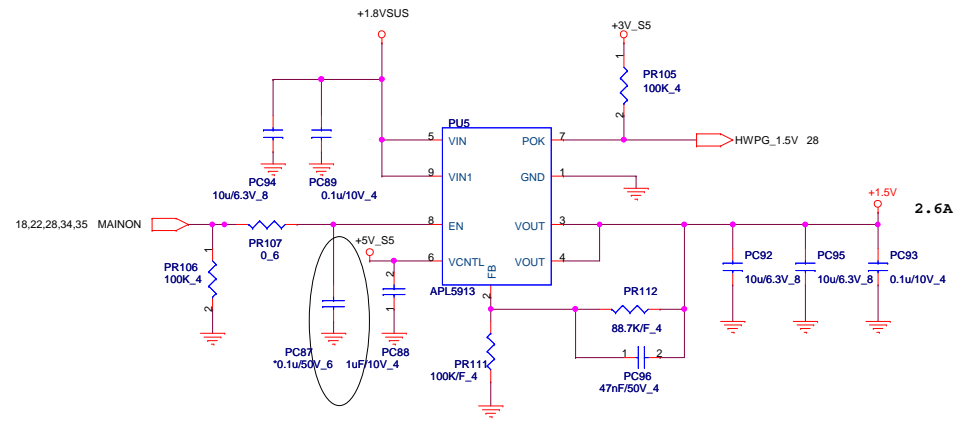 +1.8VSUS
+3V_S5
1
PR105
100K_4
2
PU5
5
VIN
POK
7
HWPG_1.5V 28
PC94
10u/6.3V_8
PC89
0.1u/10V_4
9
VIN1
GND
1
+1.5V
2.6A
18,22,28,34,35 MAINON
8
EN
VOUT
3
PR107
0_6
+5V_S5
6
VCNTL
FB
VOUT
4
PC92
10u/6.3V_8
PC95
10u/6.3V_8
PC93
0.1u/10V_4
1
PR106
100K_4
2
2
1
APL5913
2
PR112
88.7K/F_4
PC87
*0.1u/50V_6
PC88
1uF/10V_4
PR111
100K/F_4
1
2
PC96
47nF/50V_4